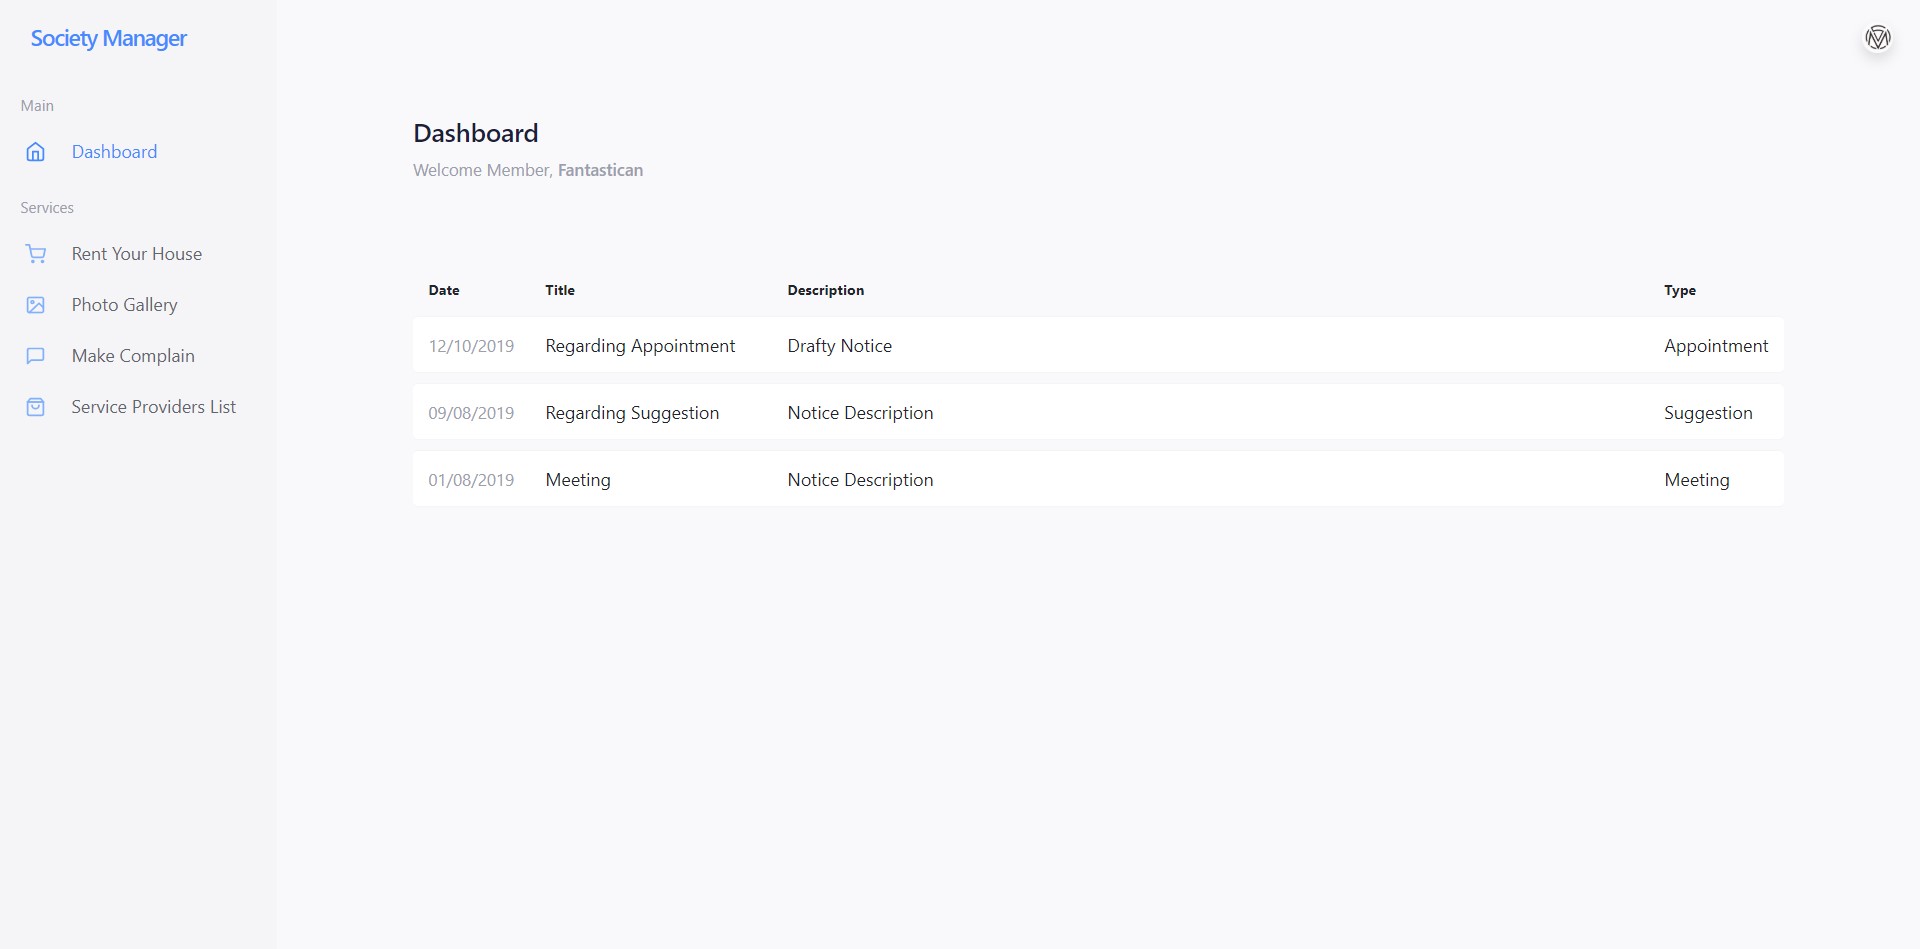 Society Manager
Main
Dashboard
Services
Rent Your House
Photo Gallery
Make Complain
Service Providers List
Dashboard
Welcome Member, Fantastican
Date Title Description Type
12/10/2019 Regarding Appointment Drafty Notice Appointment
09/08/2019 Regarding Suggestion Notice Description Suggestion
01/08/2019 Meeting Notice Description Meeting